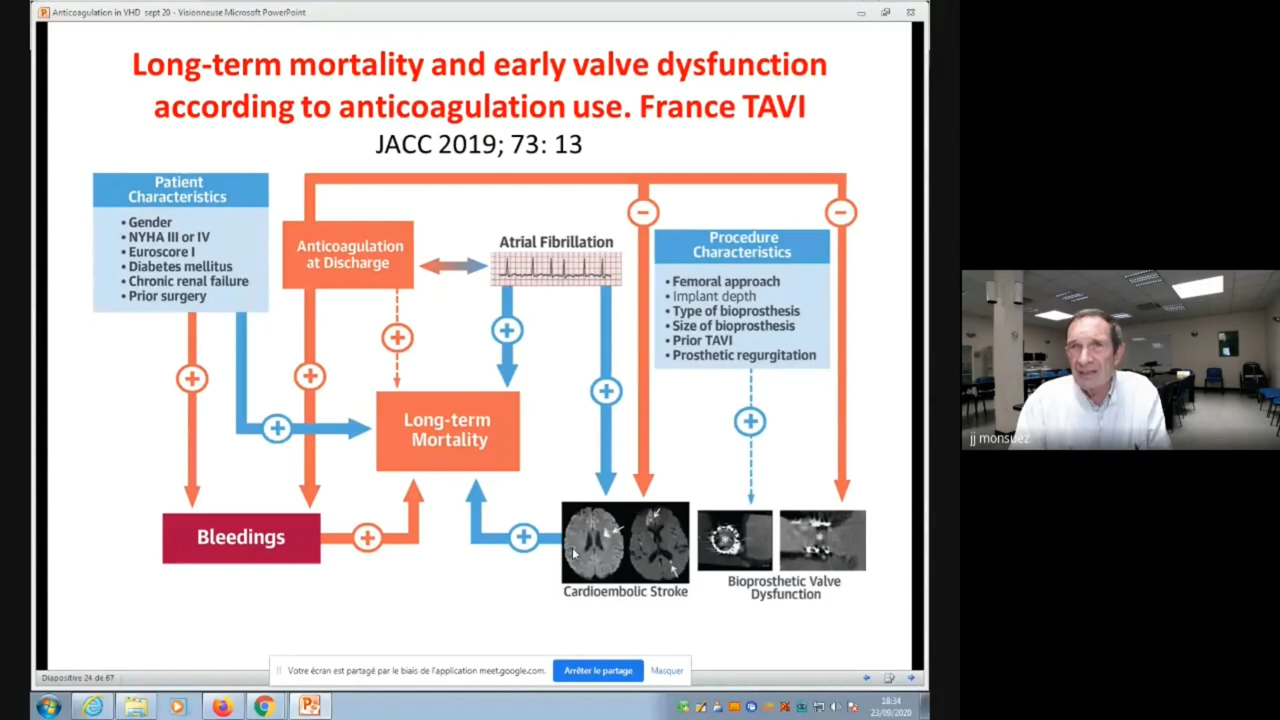 Anticoagulation in VHD sept 20 - Visionneuse Microsoft PowerPoint
Long-term mortality and early valve dysfunction
according to anticoagulation use. France TAVI
JACC 2019; 73: 13
Patient
Characteristics
• Gender
• NYHA III or IV
• Euroscore I
• Diabetes mellitus
• Chronic renal failure
• Prior surgery
Anticoagulation
at Discharge
Atrial Fibrillation
Procedure
Characteristics
• Femoral approach
• Implant depth
• Type of bioprosthesis
• Size of bioprosthesis
• Prior TAVI
• Prosthetic regurgitation
Long-term
Mortality
Bleedings
Cardioembolic Stroke
Bioprosthetic Valve
Dysfunction
jj monsuez
Votre écran est partagé par le biais de l'application meet.google.com.
Arrêter le partage
Masquer
Diapositive 24 de 67
18:34
23/09/2020